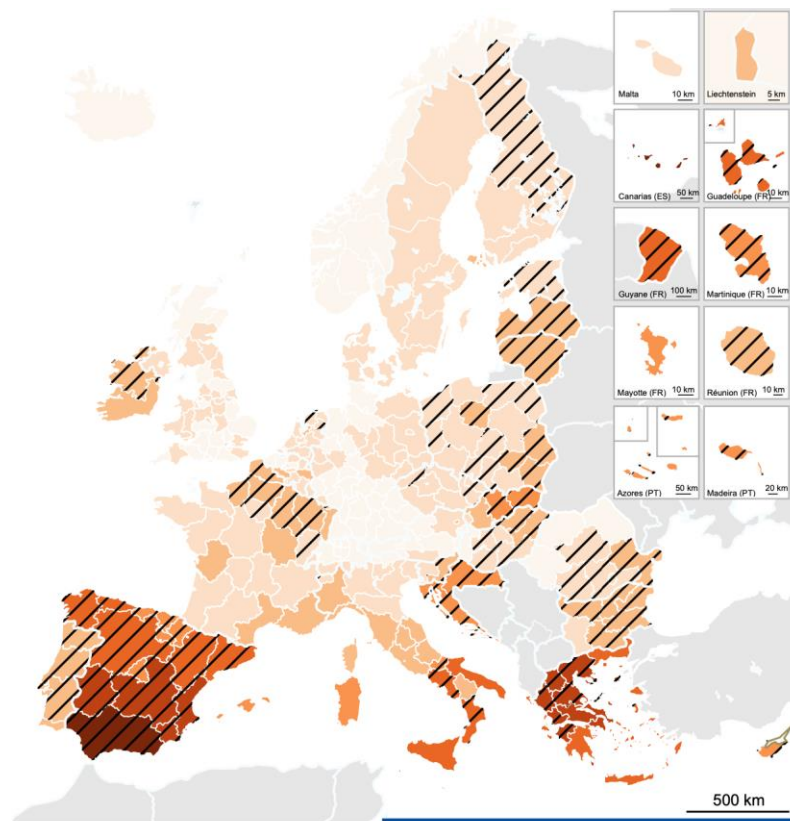 Malta
10 km
Liechtenstein
5 km
Canarias (ES)
50 km
Guadeloupe (FR)
10 km
Guyane (FR)
100 km
Martinique (FR)
10 km
Mayotte (FR)
10 km
Réunion (FR)
10 km
Azores (PT)
50 km
Madeira (PT)
20 km
500 km